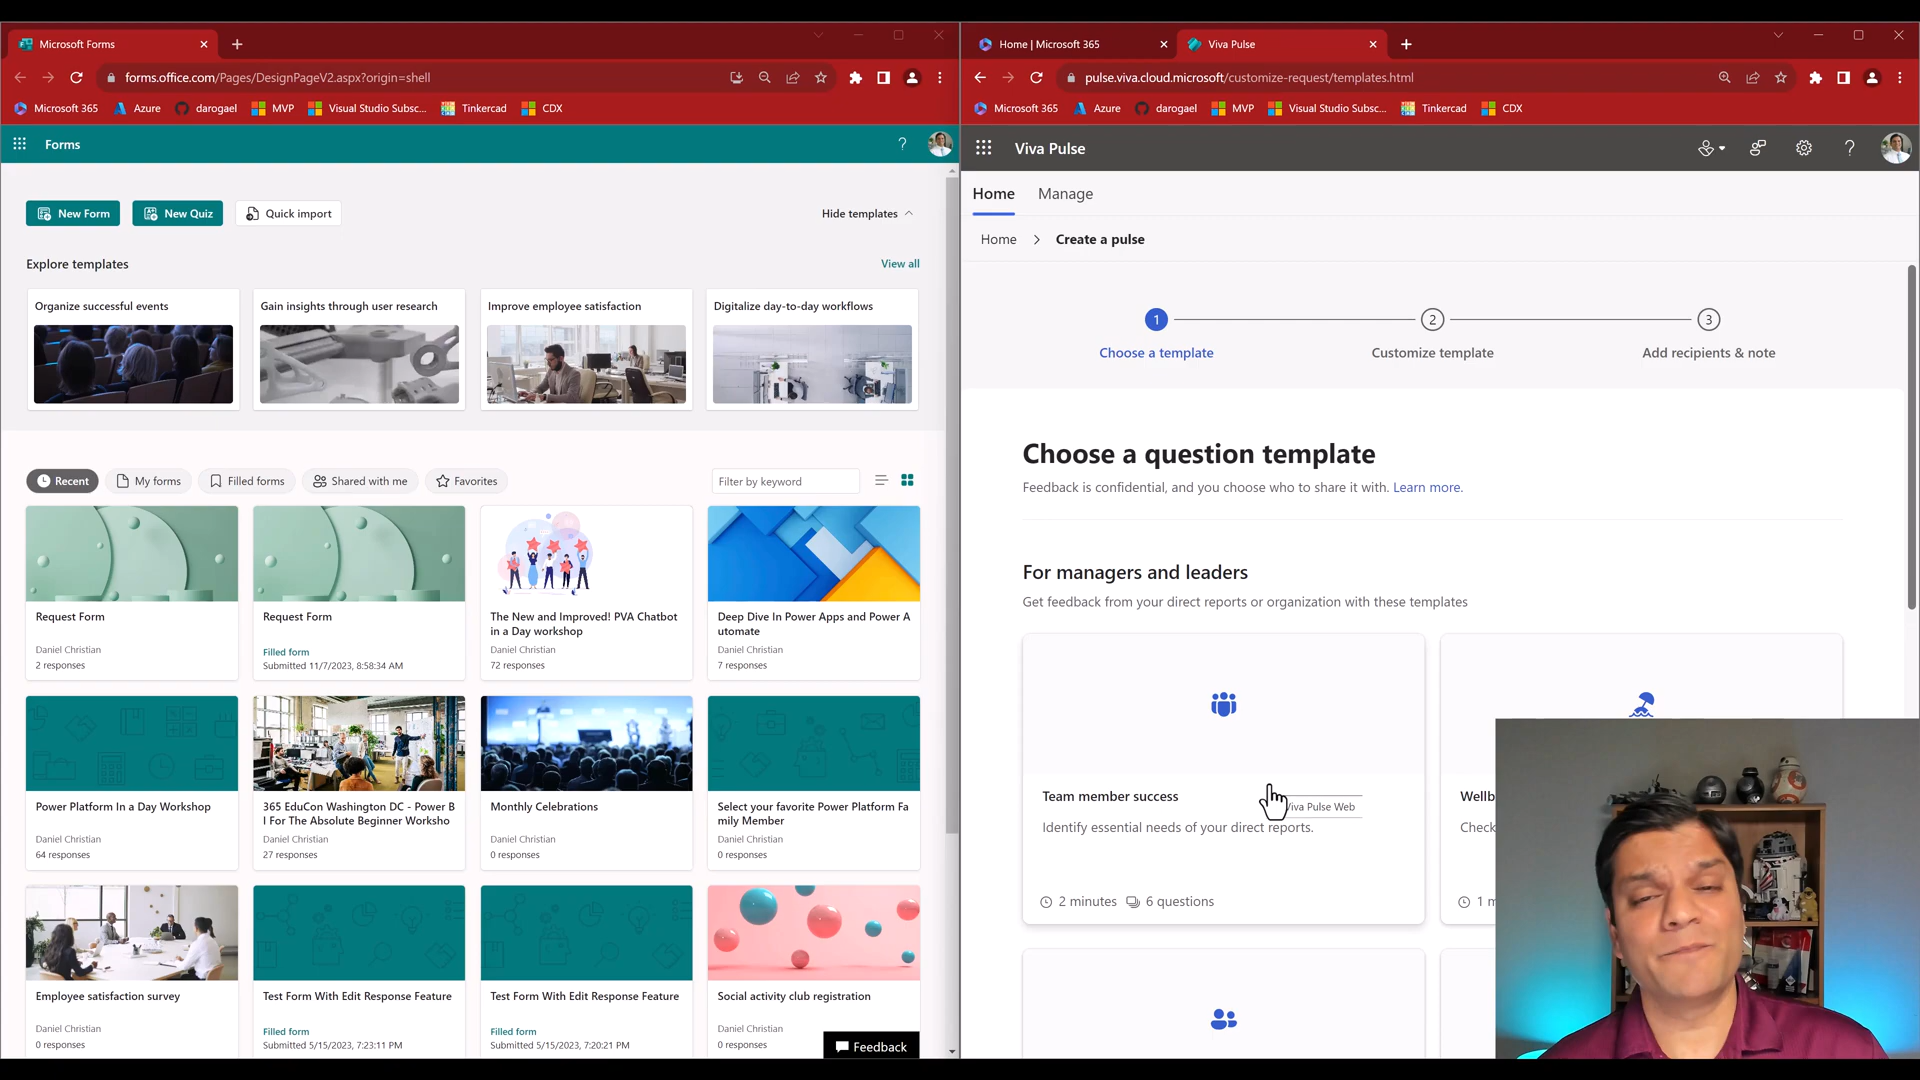 Microsoft Forms
forms.office.com/Pages/DesignPageV2.aspx?origin=shell
Microsoft 365
Azure
darogael
MVP
Visual Studio Subsc...
Tinkercad
CDX
Forms
?
New Form
New Quiz
Quick import
Hide templates
Explore templates
View all
Organize successful events
Gain insights through user research
Improve employee satisfaction
Digitalize day-to-day workflows
Recent
My forms
Filled forms
Shared with me
Favorites
Filter by keyword
Request Form
Daniel Christian
2 responses
Request Form
Filled form
Submitted 11/7/2023, 8:58:34 AM
The New and Improved! PVA Chatbot
in a Day workshop
Daniel Christian
72 responses
Deep Dive In Power Apps and Power A
utomate
Daniel Christian
7 responses
Power Platform In a Day Workshop
Daniel Christian
64 responses
365 EduCon Washington DC - Power B
I For The Absolute Beginner Worksho
Daniel Christian
27 responses
Monthly Celebrations
Daniel Christian
0 responses
Select your favorite Power Platform Fa
mily Member
Daniel Christian
0 responses
Employee satisfaction survey
Daniel Christian
0 responses
Test Form With Edit Response Feature
Filled form
Submitted 5/15/2023, 7:23:11 PM
Test Form With Edit Response Feature
Filled form
Submitted 5/15/2023, 7:20:21 PM
Social activity club registration
Daniel Christian
0 responses
Feedback
Home | Microsoft 365
Viva Pulse
pulse.viva.cloud.microsoft/customize-request/templates.html
Microsoft 365
Azure
darogael
MVP
Visual Studio Subsc...
Tinkercad
CDX
Viva Pulse
?
Home
Manage
Home > Create a pulse
1
2
3
Choose a template
Customize template
Add recipients & note
Choose a question template
Feedback is confidential, and you choose who to share it with. Learn more.
For managers and leaders
Get feedback from your direct reports or organization with these templates
Team member success
Viva Pulse Web
Identify essential needs of your direct reports.
2 minutes
6 questions
Wellb
Check
1 m